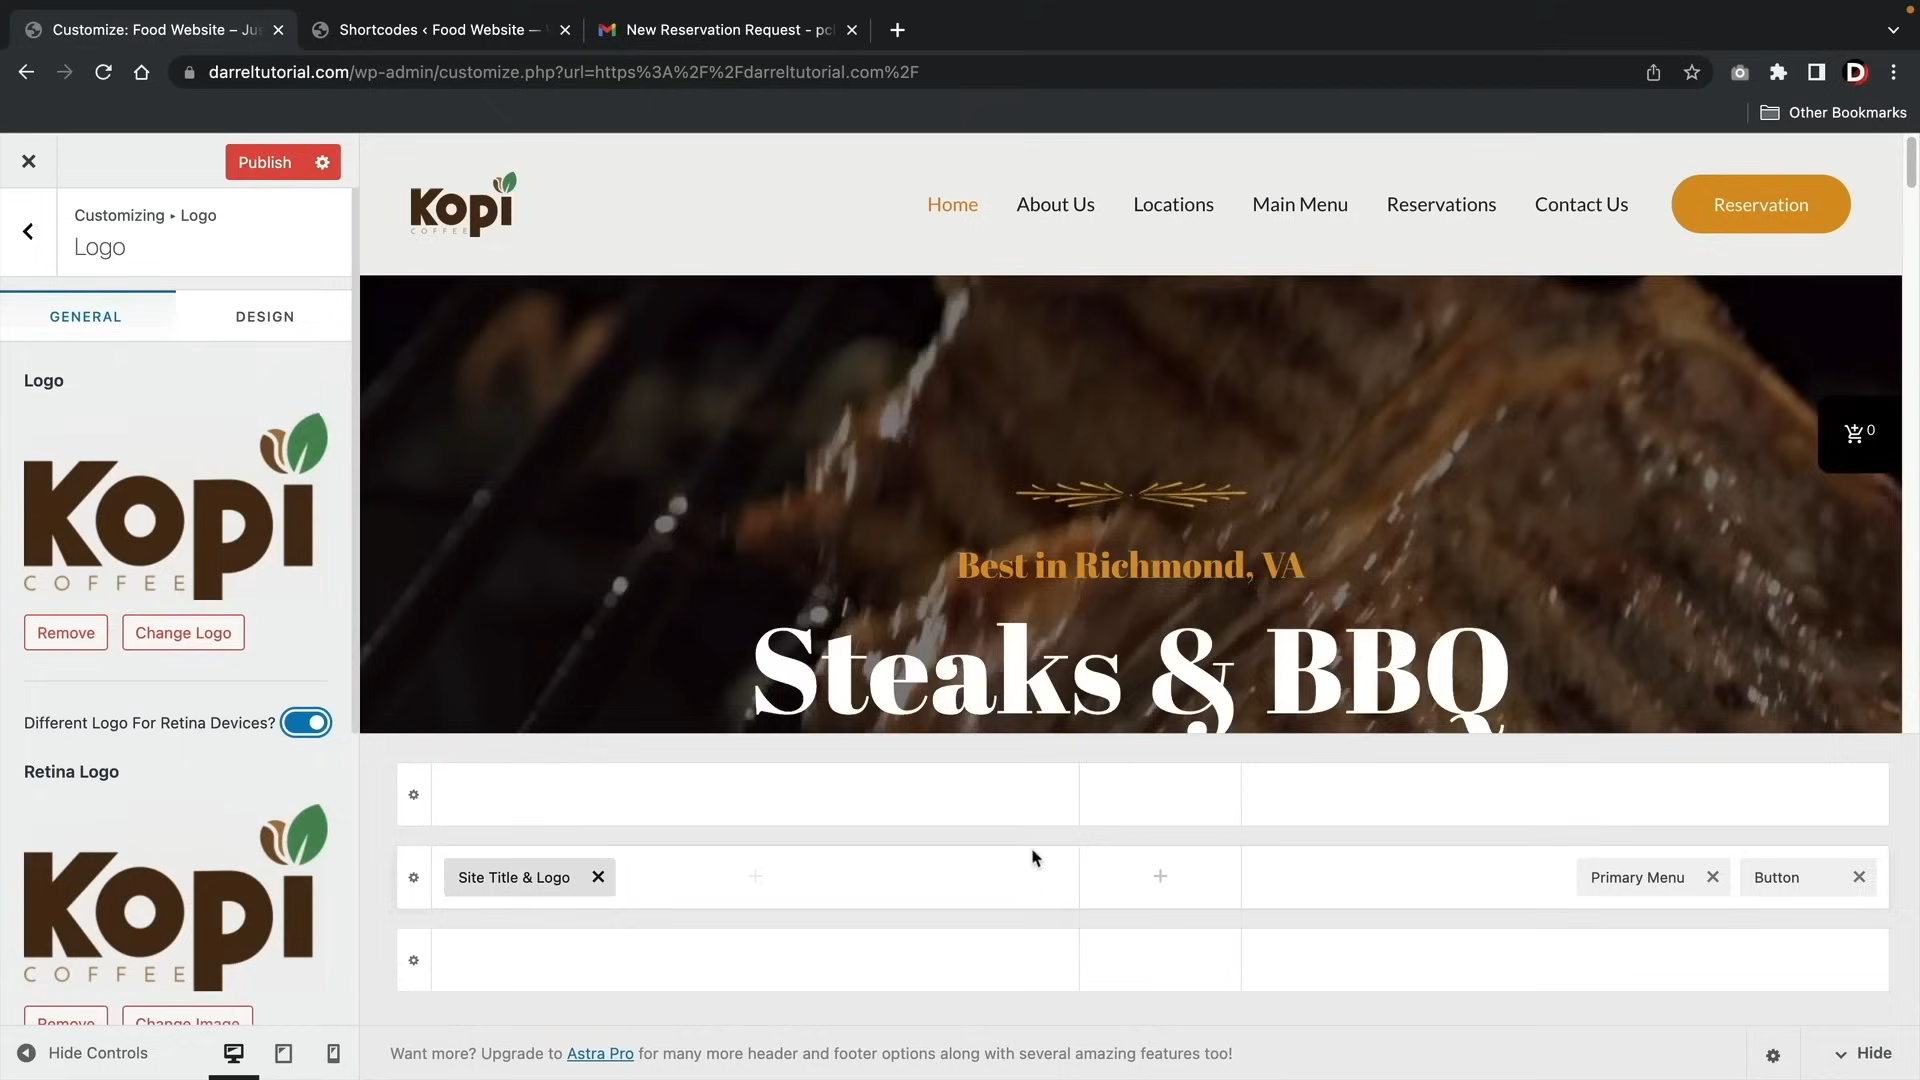 Customize: Food Website – Ju
Shortcodes ‹ Food Website —
New Reservation Request - pc
darreltutorial.com/wp-admin/customize.php?url=https%3A%2F%2Fdarreltutorial.com%2F
Other Bookmarks
Publish
Customizing ▸ Logo
Logo
GENERAL
DESIGN
Logo
Kopi
COFFEE
Remove
Change Logo
Different Logo For Retina Devices?
Retina Logo
Kopi
COFFEE
Remove
Change Image
Hide Controls
Kopi
COFFEE
Home
About Us
Locations
Main Menu
Reservations
Contact Us
Reservation
0
Best in Richmond, VA
Steaks & BBQ
Site Title & Logo
Primary Menu
Button
Want more? Upgrade to Astra Pro for many more header and footer options along with several amazing features too!
Hide